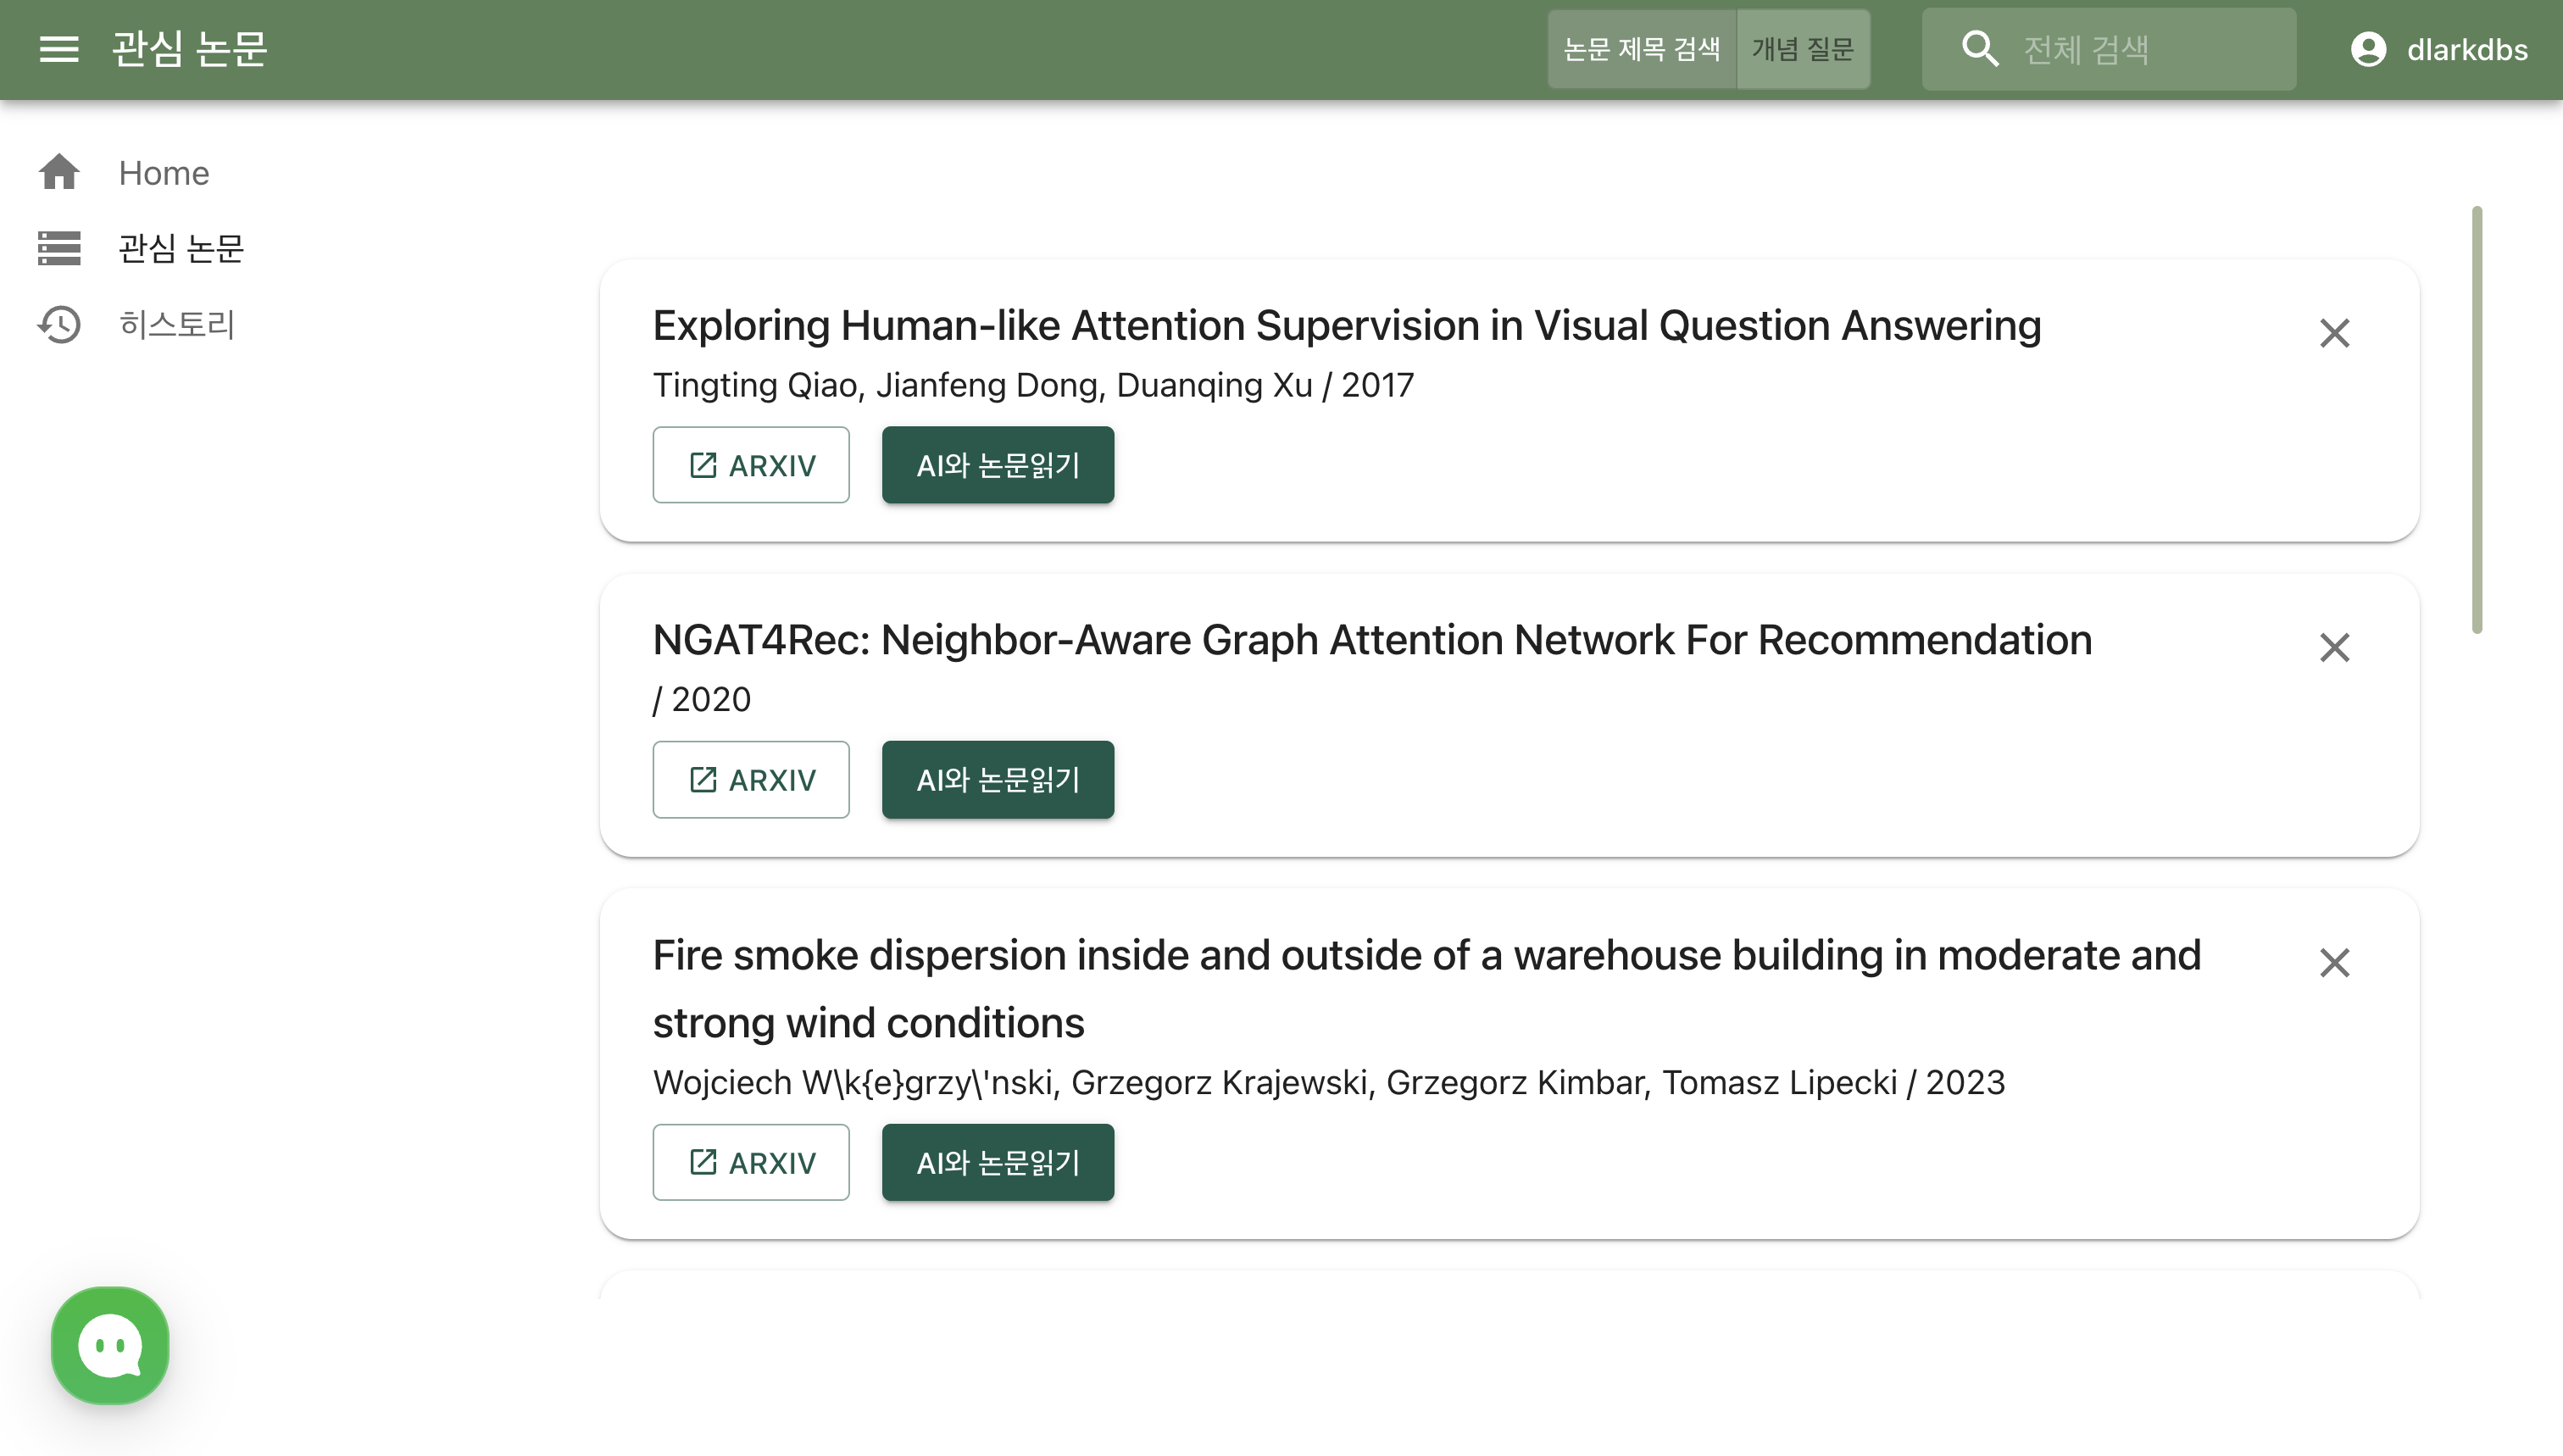 관심 논문
논문 제목 검색
개념 질문
전체 검색
dlarkdbs
Home
관심 논문
히스토리
Exploring Human-like Attention Supervision in Visual Question Answering
Tingting Qiao, Jianfeng Dong, Duanqing Xu / 2017
ARXIV
AI와 논문읽기
NGAT4Rec: Neighbor-Aware Graph Attention Network For Recommendation
/ 2020
ARXIV
AI와 논문읽기
Fire smoke dispersion inside and outside of a warehouse building in moderate and
strong wind conditions
Wojciech W\k{e}grzy\'nski, Grzegorz Krajewski, Grzegorz Kimbar, Tomasz Lipecki / 2023
ARXIV
AI와 논문읽기